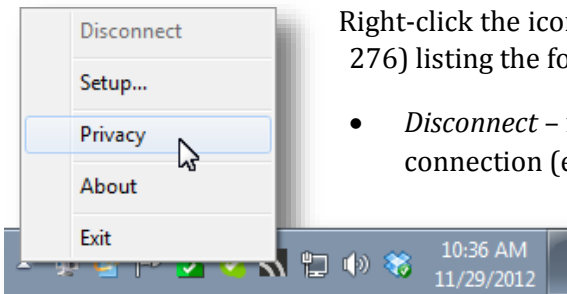 Disconnect
Setup...
Privacy
About
Exit
Right-click the icon
276) listing the fo
• Disconnect –
connection (e
10:36 AM
11/29/2012